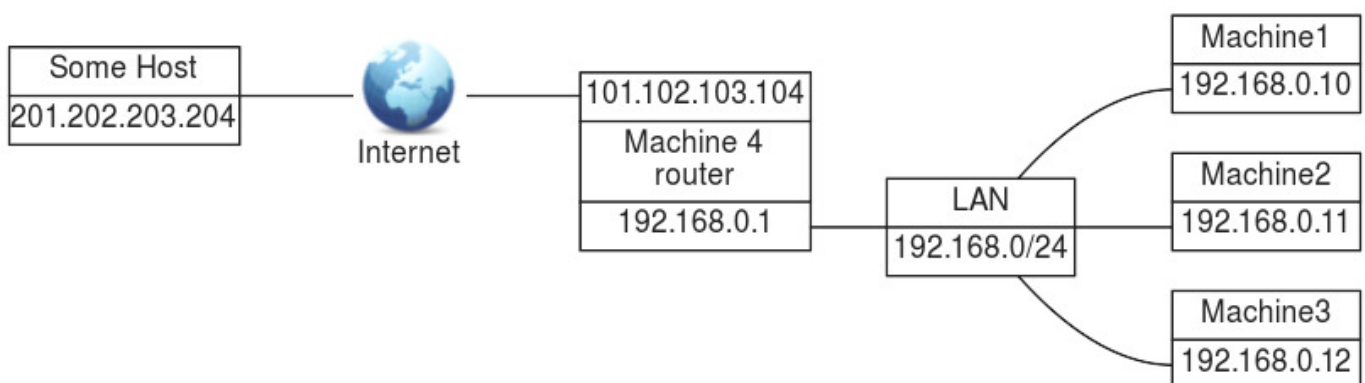 Some Host
201.202.203.204
Internet
101.102.103.104
Machine 4
router
192.168.0.1
LAN
192.168.0/24
Machine1
192.168.0.10
Machine2
192.168.0.11
Machine3
192.168.0.12